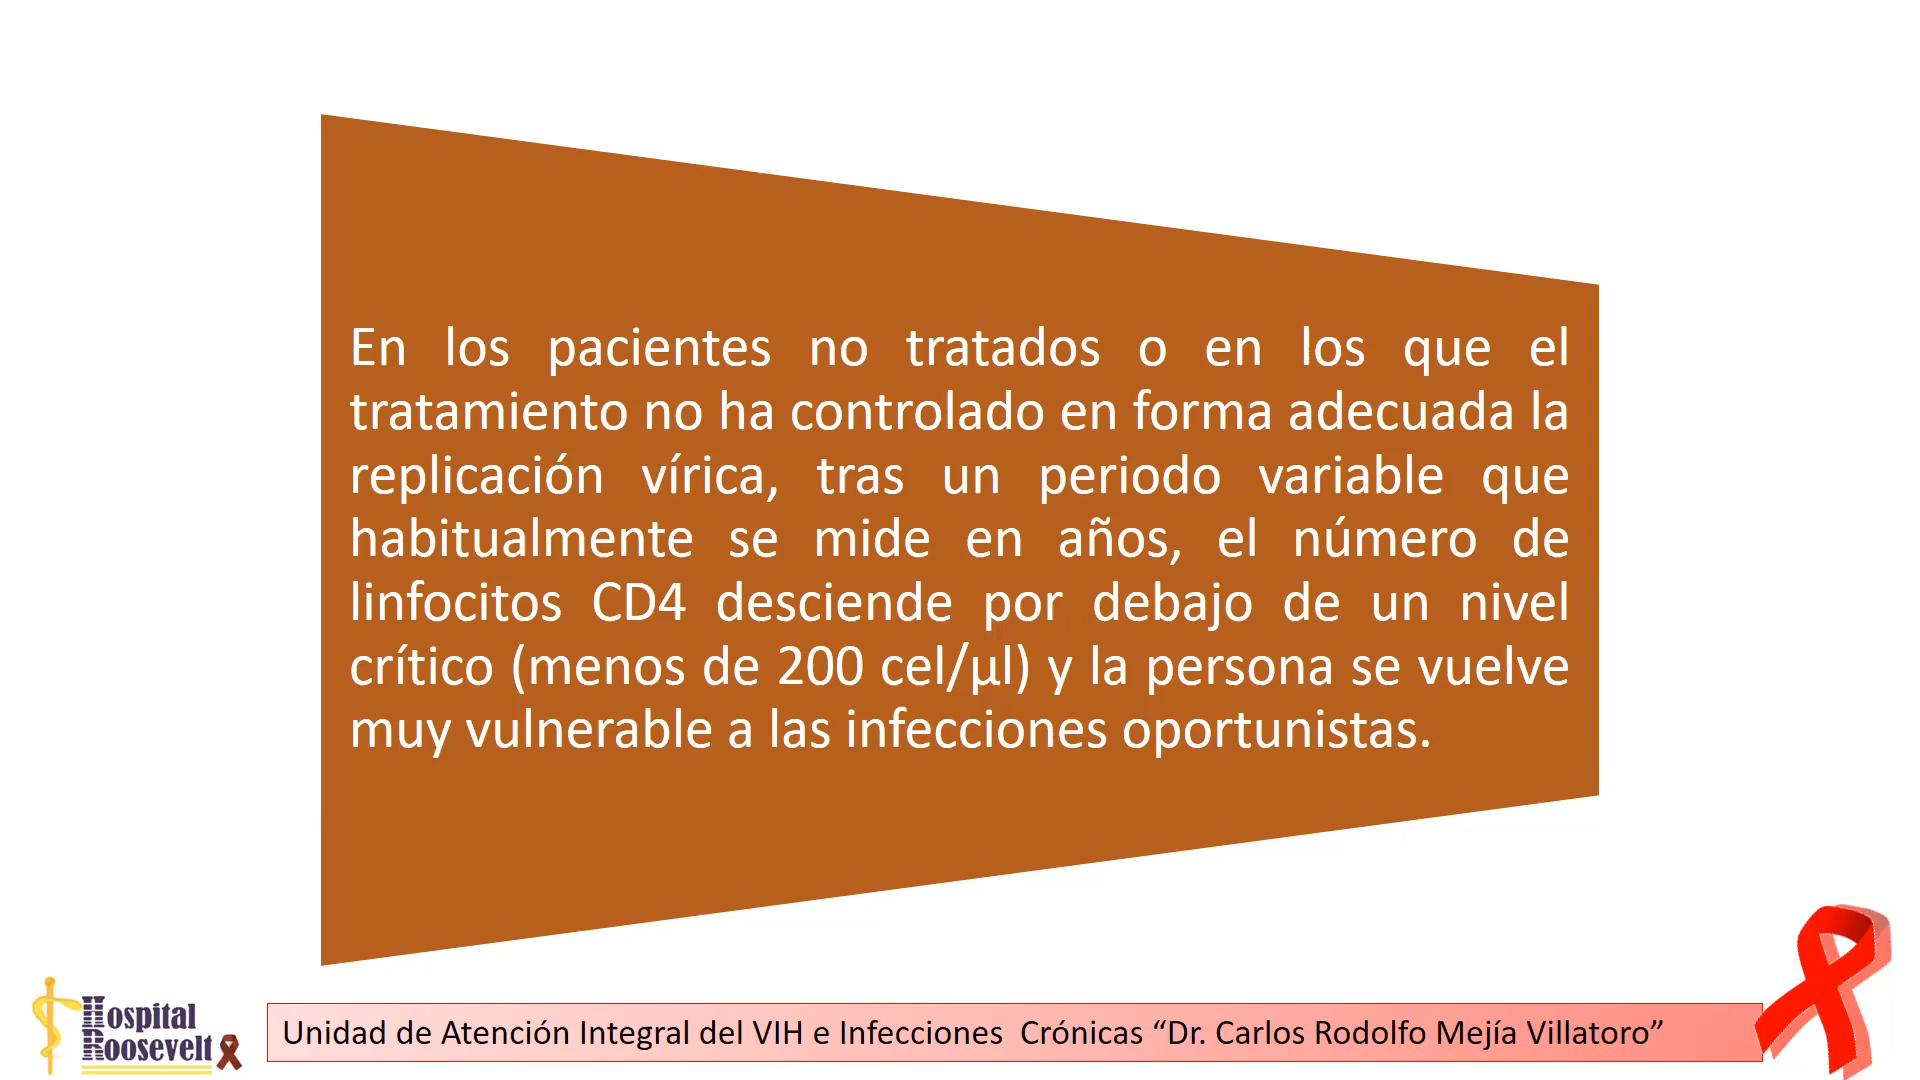 En los pacientes no tratados o en los que el
tratamiento no ha controlado en forma adecuada la
replicación vírica, tras un periodo variable que
habitualmente se mide en años, el número de
linfocitos CD4 desciende por debajo de un nivel
crítico (menos de 200 cel/µl) y la persona se vuelve
muy vulnerable a las infecciones oportunistas.
Hospital
Roosevelt
Unidad de Atención Integral del VIH e Infecciones Crónicas “Dr. Carlos Rodolfo Mejía Villatoro”